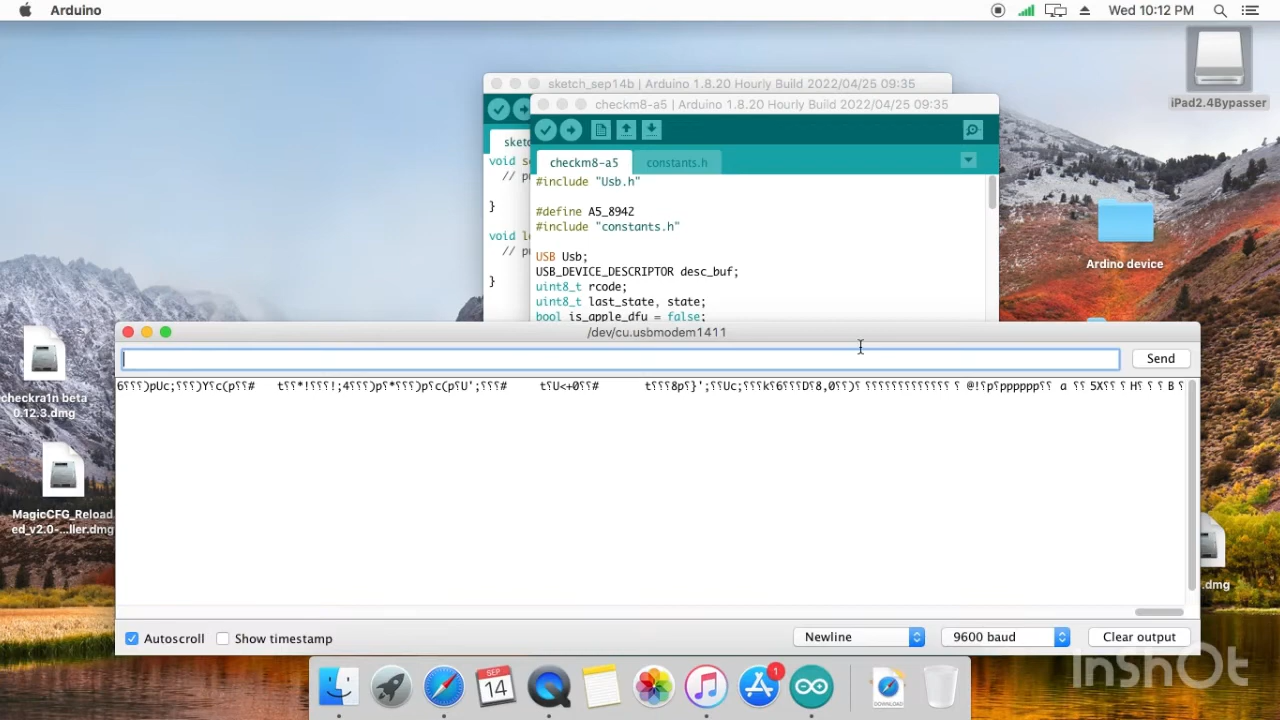 Arduino
Wed 10:12 PM
iPad2.4Bypasser
sketch_sep14b | Arduino 1.8.20 Hourly Build 2022/04/25 09:35
checkm8-a5 | Arduino 1.8.20 Hourly Build 2022/04/25 09:35
checkm8-a5
constants.h
void
// p
}
void
// p
}
#include "Usb.h"
#define A5_8942
#include "constants.h"
USB Usb;
USB_DEVICE_DESCRIPTOR desc_buf;
uint8_t rcode;
uint8_t last_state, state;
bool is_apple_dfu = false;
Ardino device
/dev/cu.usbmodem1411
Send
checkra1n beta
0.12.3.dmg
MagicCFG_Reload
ed_v2.0-...ller.dmg
.dmg
Autoscroll
Show timestamp
Newline
9600 baud
Clear output
InShOt
SEP
14
1
DOWNLOAD